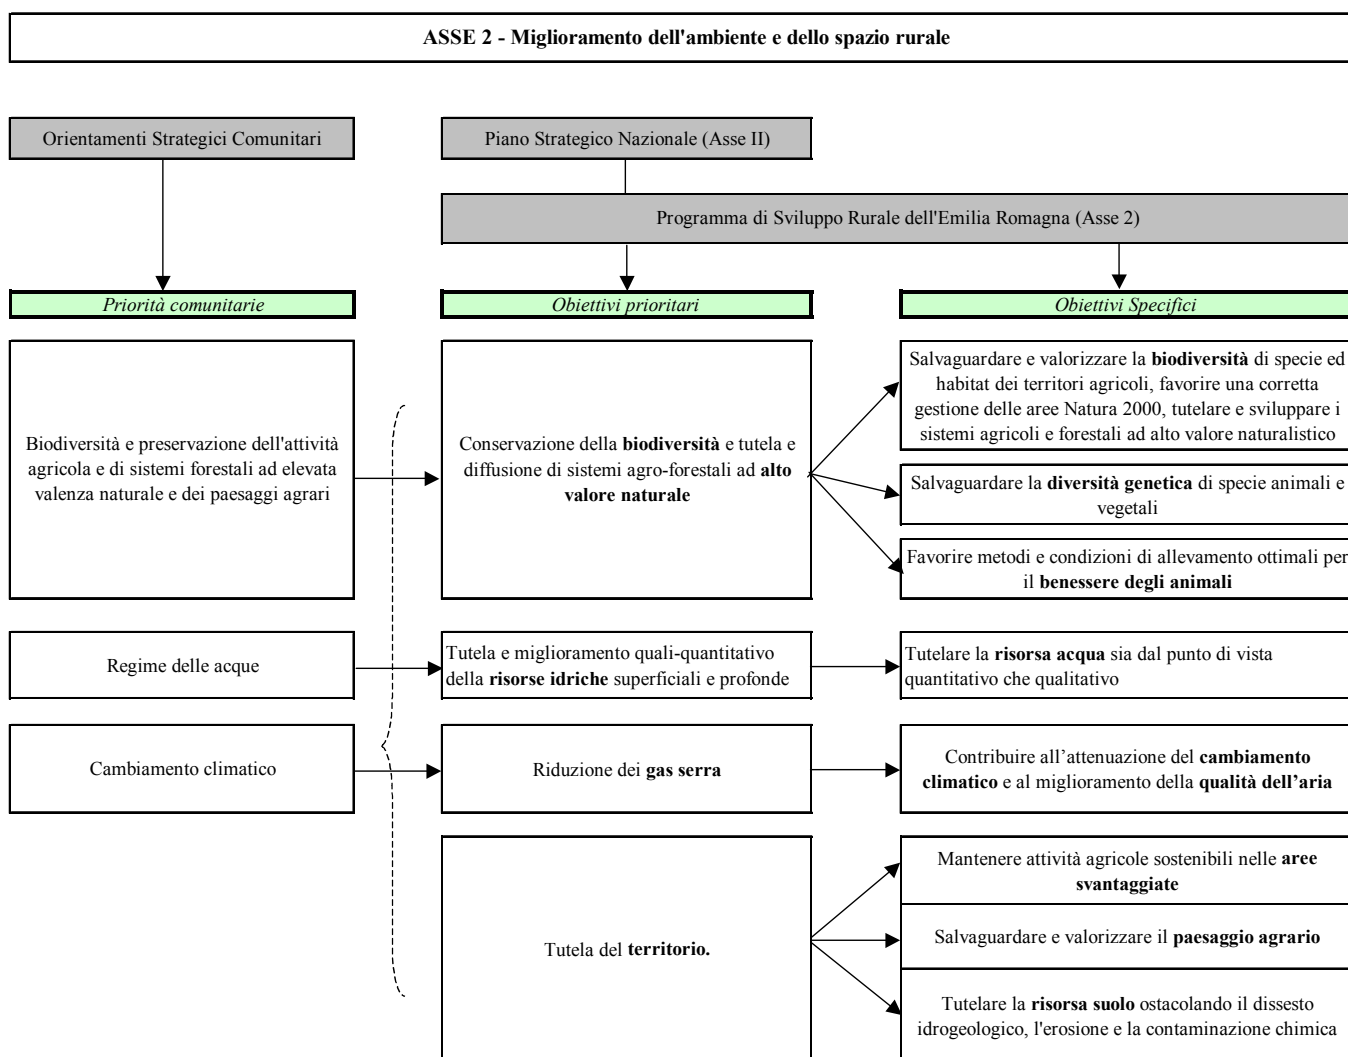 ASSE 2 - Miglioramento dell'ambiente e dello spazio rurale
Orientamenti Strategici Comunitari
Piano Strategico Nazionale (Asse II)
Programma di Sviluppo Rurale dell'Emilia Romagna (Asse 2)
Priorità comunitarie
Obiettivi prioritari
Obiettivi Specifici
Biodiversità e preservazione dell'attività
agricola e di sistemi forestali ad elevata
valenza naturale e dei paesaggi agrari
Conservazione della biodiversità e tutela e
diffusione di sistemi agro-forestali ad alto
valore naturale
Salvaguardare e valorizzare la biodiversità di specie ed
habitat dei territori agricoli, favorire una corretta
gestione delle aree Natura 2000, tutelare e sviluppare i
sistemi agricoli e forestali ad alto valore naturalistico
Salvaguardare la diversità genetica di specie animali e
vegetali
Favorire metodi e condizioni di allevamento ottimali per
il benessere degli animali
Regime delle acque
Tutela e miglioramento quali-quantitativo
della risorse idriche superficiali e profonde
Tutelare la risorsa acqua sia dal punto di vista
quantitativo che qualitativo
Cambiamento climatico
Riduzione dei gas serra
Contribuire all’attenuazione del cambiamento
climatico e al miglioramento della qualità dell’aria
Tutela del territorio.
Mantenere attività agricole sostenibili nelle aree
svantaggiate
Salvaguardare e valorizzare il paesaggio agrario
Tutelare la risorsa suolo ostacolando il dissesto
idrogeologico, l'erosione e la contaminazione chimica